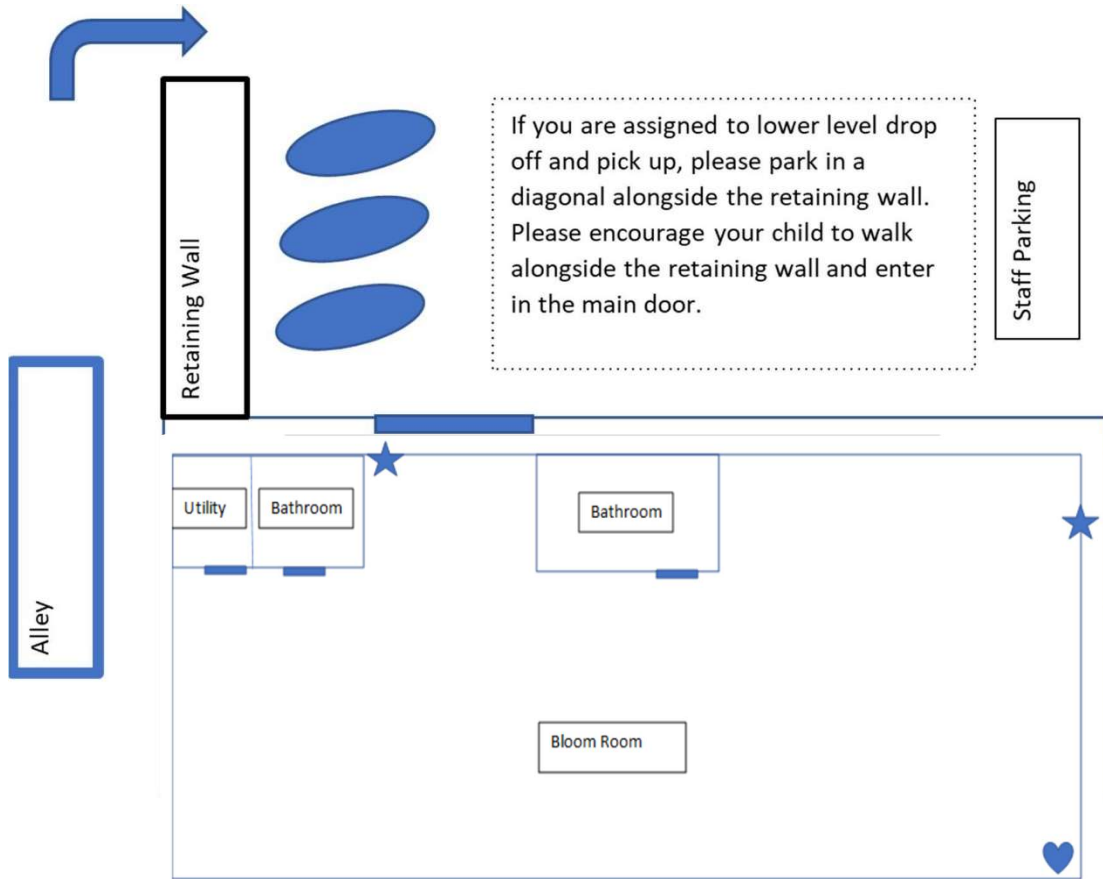 If you are assigned to lower level drop
off and pick up, please park in a
diagonal alongside the retaining wall.
Please encourage your child to walk
alongside the retaining wall and enter
in the main door.
Retaining Wall
Staff Parking
Alley
Utility
Bathroom
Bathroom
Bloom Room